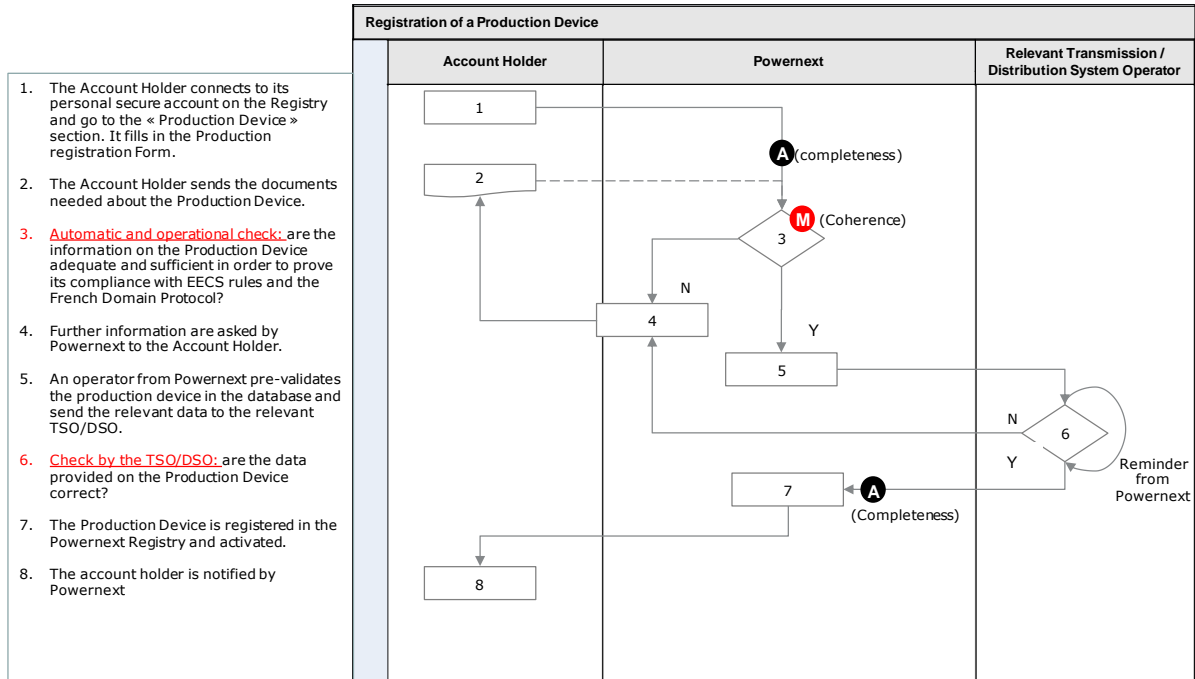 Registration of a Production Device
Account Holder
Powernext
Relevant Transmission /
Distribution System Operator
1. The Account Holder connects to its
personal secure account on the Registry
and go to the « Production Device »
section. It fills in the Production
registration Form.
2. The Account Holder sends the documents
needed about the Production Device.
3. Automatic and operational check: are the
information on the Production Device
adequate and sufficient in order to prove
its compliance with EECS rules and the
French Domain Protocol?
4. Further information are asked by
Powernext to the Account Holder.
5. An operator from Powernext pre-validates
the production device in the database and
send the relevant data to the relevant
TSO/DSO.
6. Check by the TSO/DSO: are the data
provided on the Production Device
correct?
7. The Production Device is registered in the
Powernext Registry and activated.
8. The account holder is notified by
Powernext
1
A (completeness)
2
M (Coherence)
3
N
4
Y
5
N
6
Y
Reminder
from
Powernext
7
A
(Completeness)
8